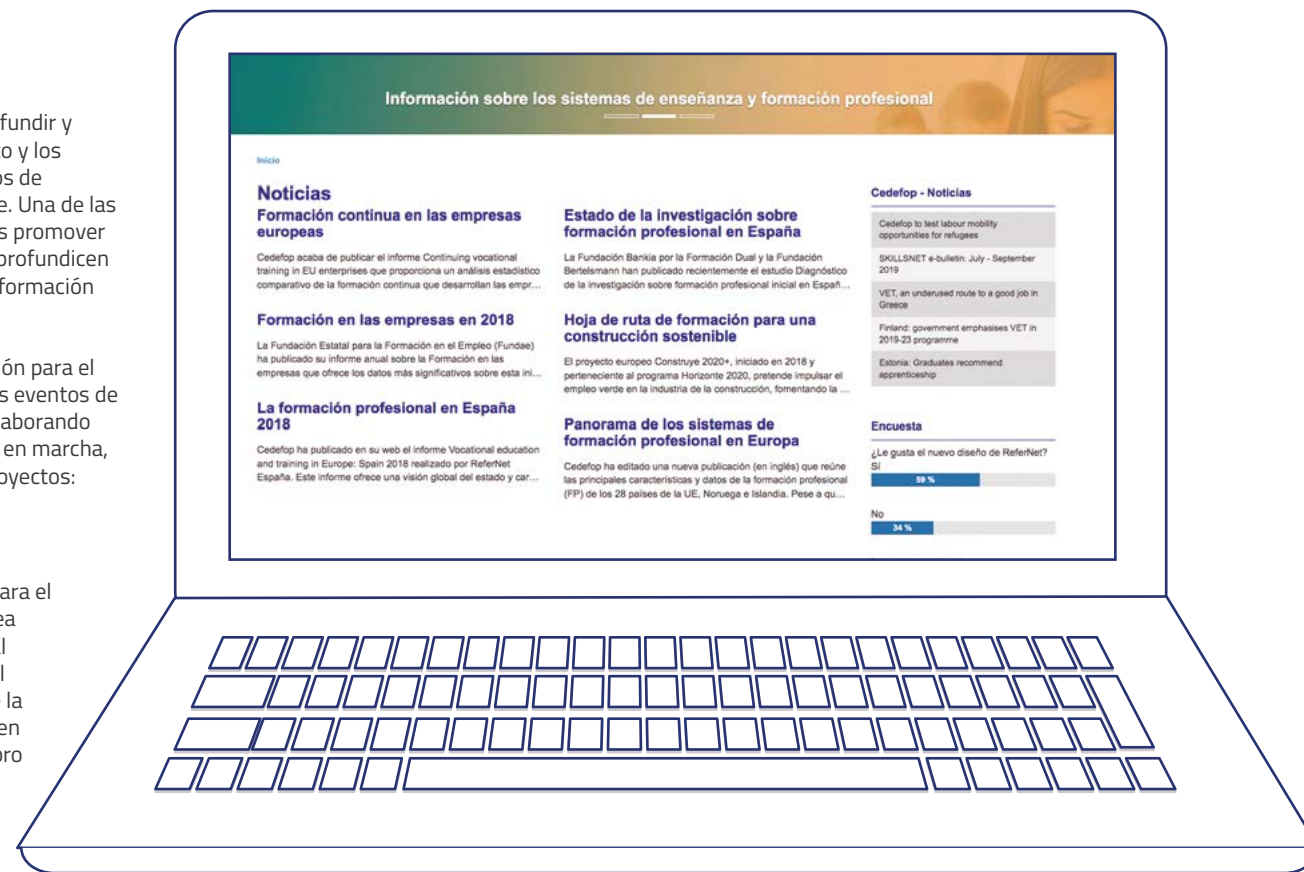 fundir y
o y los
os de
e. Una de las
s promover
profundicen
formación
ón para el
s eventos de
laborando
en marcha,
oyectos:
ara el
ea
al
l
la
en
bro
Información sobre los sistemas de enseñanza y formación profesional
Inicio
Noticias
Formación continua en las empresas
europeas
Cedefop acaba de publicar el informe Continuing vocational
training in EU enterprises que proporciona un análisis estadístico
comparativo de la formación continua que desarrollan las empr...
Formación en las empresas en 2018
La Fundación Estatal para la Formación en el Empleo (Fundae)
ha publicado su informe anual sobre la Formación en las
empresas que ofrece los datos más significativos sobre esta ini...
La formación profesional en España
2018
Cedefop ha publicado en su web el informe Vocational education
and training in Europe: Spain 2018 realizado por ReferNet
España. Este informe ofrece una visión global del estado y car...
Estado de la investigación sobre
formación profesional en España
La Fundación Bankia por la Formación Dual y la Fundación
Bertelsmann han publicado recientemente el estudio Diagnóstico
de la investigación sobre formación profesional inicial en Españ...
Hoja de ruta de formación para una
construcción sostenible
El proyecto europeo Construye 2020+, iniciado en 2018 y
perteneciente al programa Horizonte 2020, pretende impulsar el
empleo verde en la industria de la construcción, fomentando la ...
Panorama de los sistemas de
formación profesional en Europa
Cedefop ha editado una nueva publicación (en inglés) que reúne
las principales características y datos de la formación profesional
(FP) de los 28 países de la UE, Noruega e Islandia. Pese a qu...
Cedefop - Noticias
Cedefop to test labour mobility
opportunities for refugees
SKILLSNET e-bulletin: July - September
2019
VET, an underused route to a good job in
Greece
Finland: government emphasises VET in
2019-23 programme
Estonia: Graduates recommend
apprenticeship
Encuesta
¿Le gusta el nuevo diseño de ReferNet?
Sí
59 %
No
34 %